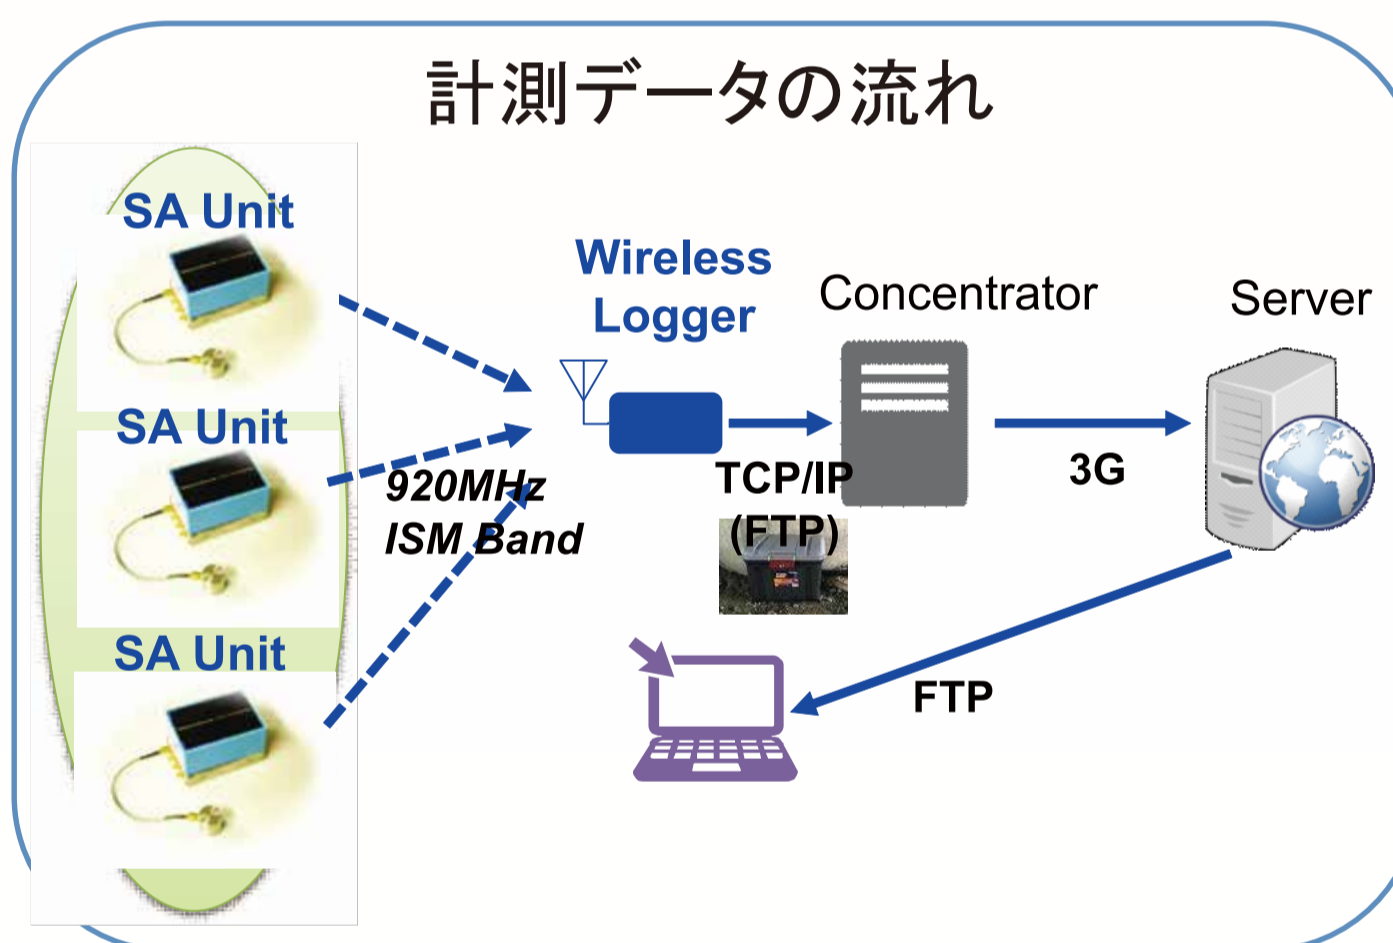 計測データの流れ
SA Unit
SA Unit
SA Unit
920MHz
ISM Band
Wireless
Logger
TCP/IP
(FTP)
Concentrator
3G
Server
FTP